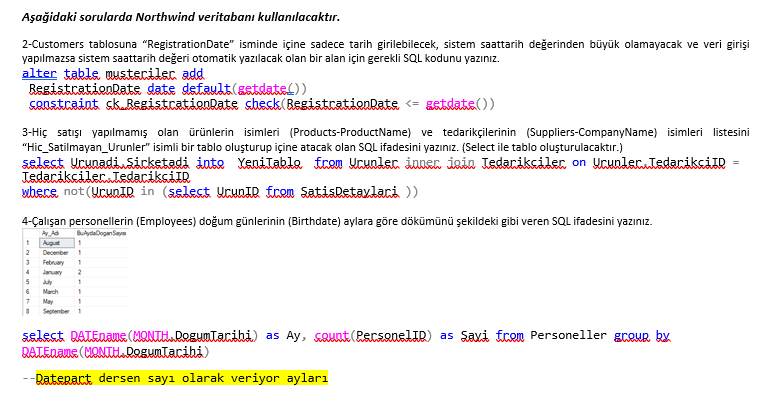 Aşağidaki sorularda Northwind veritabanı kullanılacaktır.
2-Customers tablosuna “RegistrationDate” isminde içine sadece tarih girilebilecek, sistem saattarih değerinden büyük olamayacak ve veri girişi
yapılmazsa sistem saattarih değeri otomatik yazılacak olan bir alan için gerekli SQL kodunu yazınız.
alter table musteriler add
RegistrationDate date default(getdate())
constraint ck_RegistrationDate check(RegistrationDate <= getdate())
3-Hiç satışı yapılmamış olan ürünlerin isimleri (Products-ProductName) ve tedarikçilerinin (Suppliers-CompanyName) isimleri listesini
“Hic_Satilmayan_Urunler” isimli bir tablo oluşturup içine atacak olan SQL ifadesini yazınız. (Select ile tablo oluşturulacaktır.)
select Urunadi,Sirketadi into YeniTablo from Urunler inner join Tedarikciler on Urunler.TedarikciID =
Tedarikciler.TedarikciID
where not(UrunID in (select UrunID from SatisDetaylari ))
4-Çalışan personellerin (Employees) doğum günlerinin (Birthdate) aylara göre dökümünü şekildeki gibi veren SQL ifadesini yazınız.
Ay_Adı BuAydaDoganSayısı
1 August 1
2 December 1
3 February 1
4 January 2
5 July 1
6 March 1
7 May 1
8 September 1
select DATEname(MONTH,DogumTarihi) as Ay, count(PersonelID) as Sayi from Personeller group by
DATEname(MONTH,DogumTarihi)
--Datepart dersen sayı olarak veriyor ayları